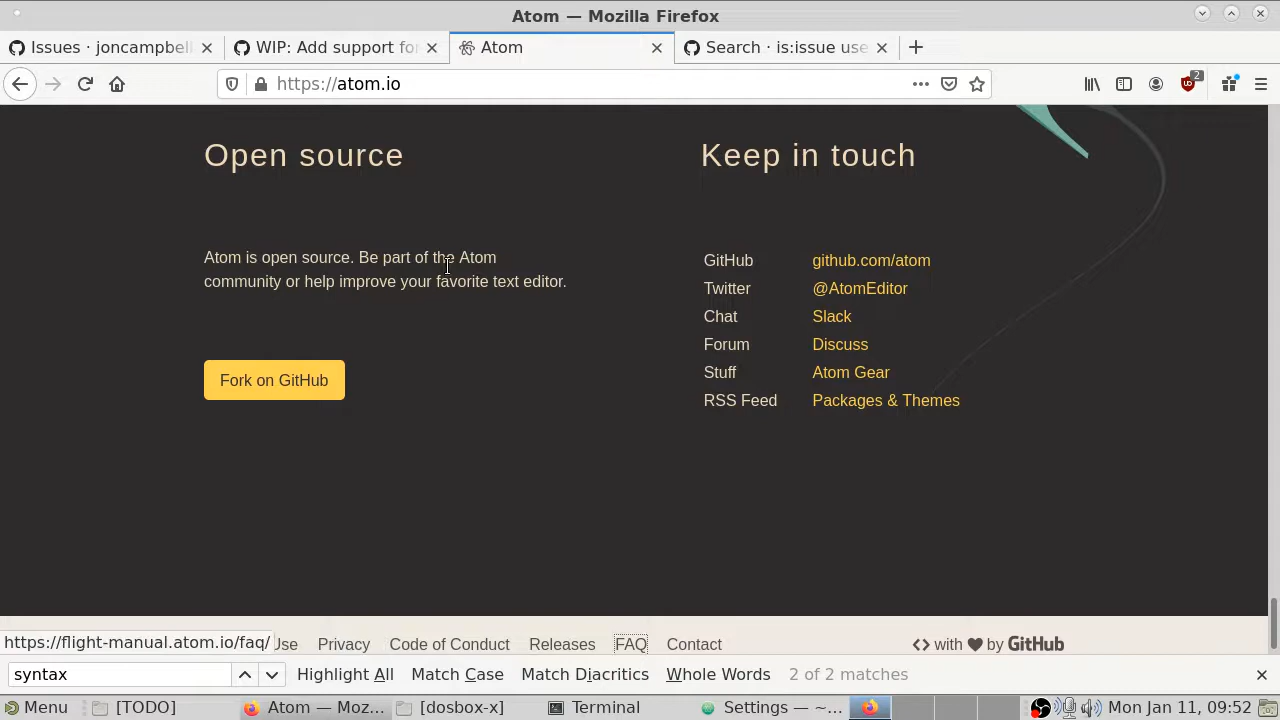 Atom — Mozilla Firefox
Issues · joncampbell
WIP: Add support for
Atom
Search · is:issue use
https://atom.io
2
Open source
Keep in touch
Atom is open source. Be part of the Atom
community or help improve your favorite text editor.
Fork on GitHub
GitHub github.com/atom
Twitter @AtomEditor
Chat Slack
Forum Discuss
Stuff Atom Gear
RSS Feed Packages & Themes
https://flight-manual.atom.io/faq/
Use Privacy Code of Conduct Releases FAQ Contact
with by GitHub
syntax
Highlight All Match Case Match Diacritics Whole Words 2 of 2 matches
Menu [TODO] Atom — Moz... [dosbox-x] Terminal Settings — ~... Mon Jan 11, 09:52